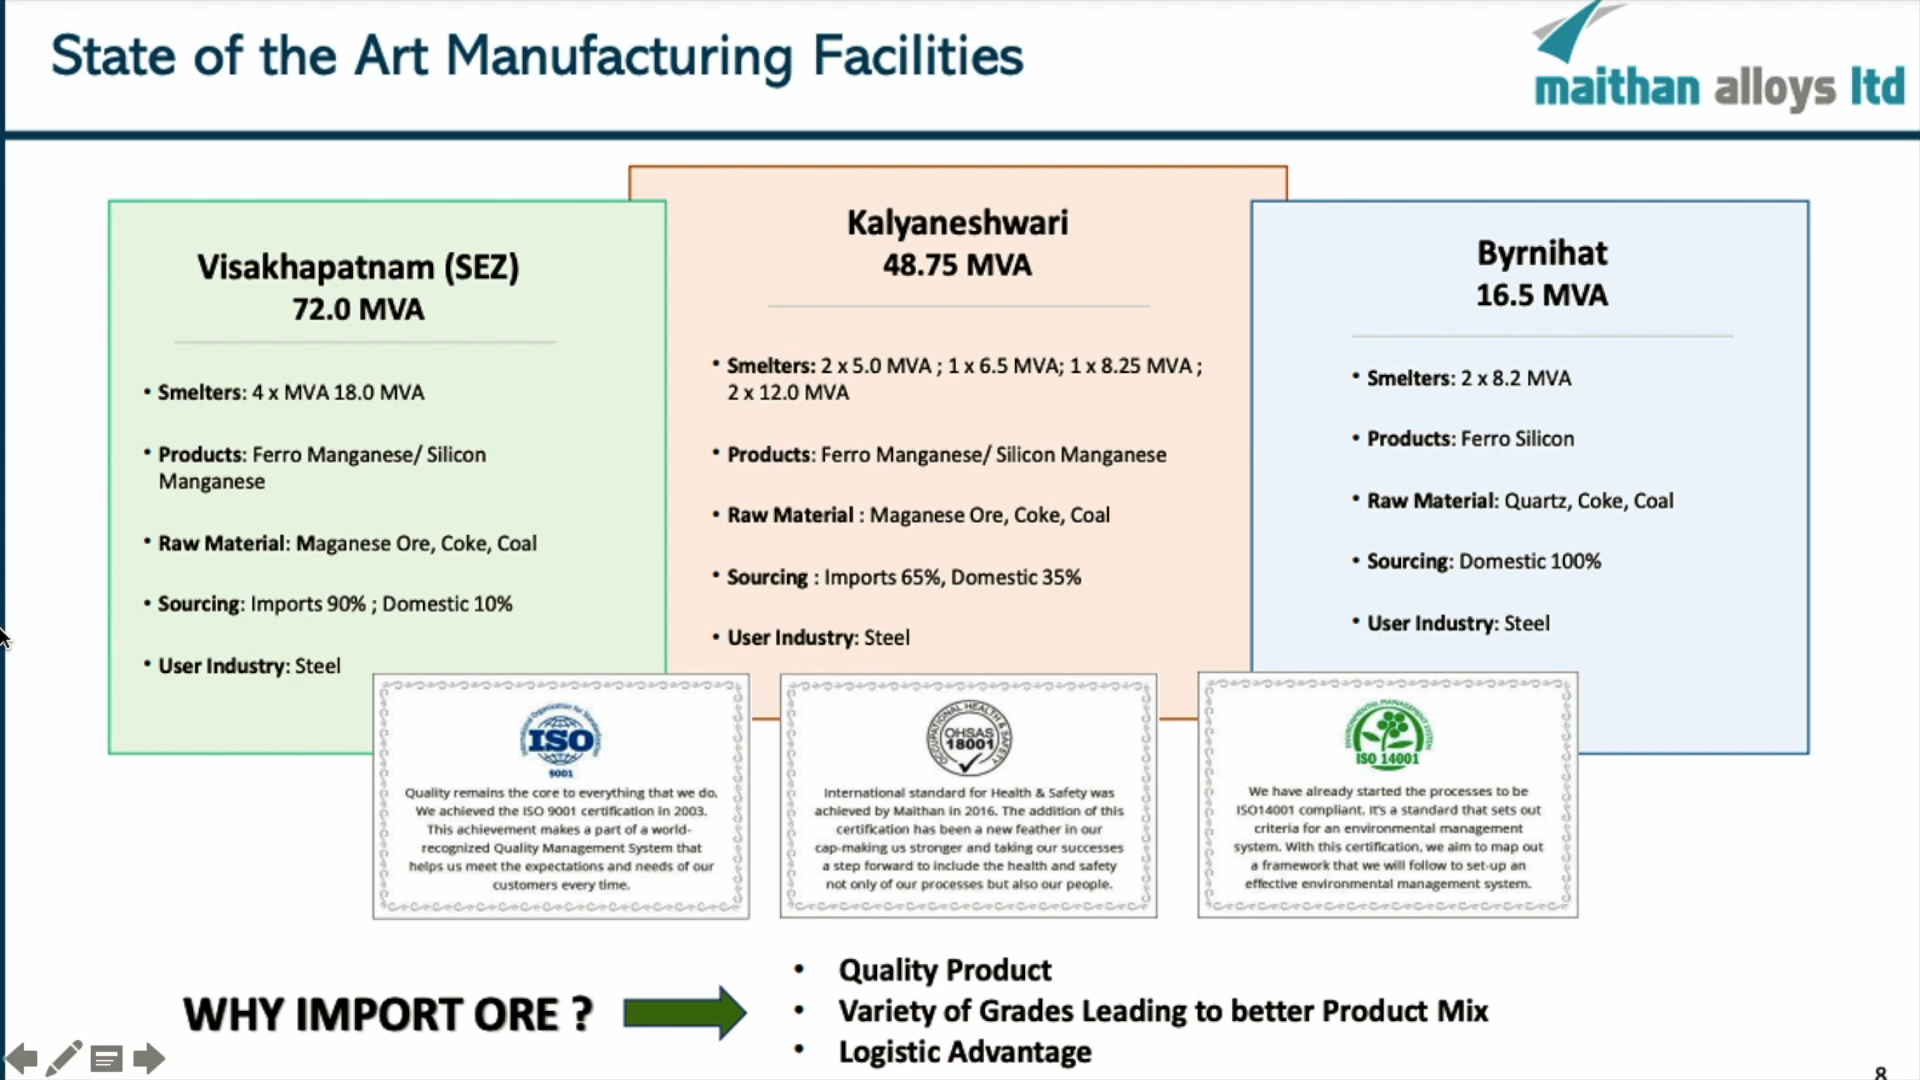 State of the Art Manufacturing Facilities
maithan alloys ltd
Visakhapatnam (SEZ)
72.0 MVA
• Smelters: 4 x MVA 18.0 MVA
• Products: Ferro Manganese/ Silicon
Manganese
• Raw Material: Maganese Ore, Coke, Coal
• Sourcing: Imports 90% ; Domestic 10%
• User Industry: Steel
Kalyaneshwari
48.75 MVA
• Smelters: 2 x 5.0 MVA ; 1 x 6.5 MVA; 1 x 8.25 MVA ;
2 x 12.0 MVA
• Products: Ferro Manganese/ Silicon Manganese
• Raw Material : Maganese Ore, Coke, Coal
• Sourcing : Imports 65%, Domestic 35%
• User Industry: Steel
Byrnihat
16.5 MVA
• Smelters: 2 x 8.2 MVA
• Products: Ferro Silicon
• Raw Material: Quartz, Coke, Coal
• Sourcing: Domestic 100%
• User Industry: Steel
International Organization for Standardization
ISO
9001
Quality remains the core to everything that we do.
We achieved the ISO 9001 certification in 2003.
This achievement makes a part of a world-
recognized Quality Management System that
helps us meet the expectations and needs of our
customers every time.
OCCUPATIONAL HEALTH & SAFETY
OHSAS
18001
International standard for Health & Safety was
achieved by Maithan in 2016. The addition of this
certification has been a new feather in our
cap-making us stronger and taking our successes
a step forward to include the health and safety
not only of our processes but also our people.
ENVIRONMENTAL MANAGEMENT SYSTEM
ISO 14001
We have already started the processes to be
ISO14001 compliant. It's a standard that sets out
criteria for an environmental management
system. With this certification, we aim to map out
a framework that we will follow to set-up an
effective environmental management system.
WHY IMPORT ORE ?
• Quality Product
• Variety of Grades Leading to better Product Mix
• Logistic Advantage
8